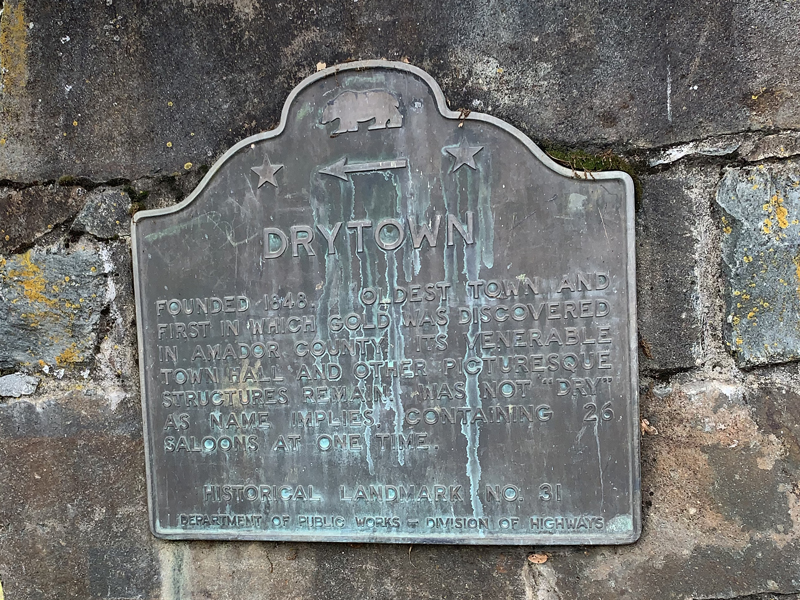 DRYTOWN
FOUNDED 1848. OLDEST TOWN AND
FIRST IN WHICH GOLD WAS DISCOVERED
IN AMADOR COUNTY. ITS VENERABLE
TOWN HALL AND OTHER PICTURESQUE
STRUCTURES REMAIN. WAS NOT "DRY"
AS NAME IMPLIES, CONTAINING 26
SALOONS AT ONE TIME.
HISTORICAL LANDMARK NO. 31
DEPARTMENT OF PUBLIC WORKS - DIVISION OF HIGHWAYS